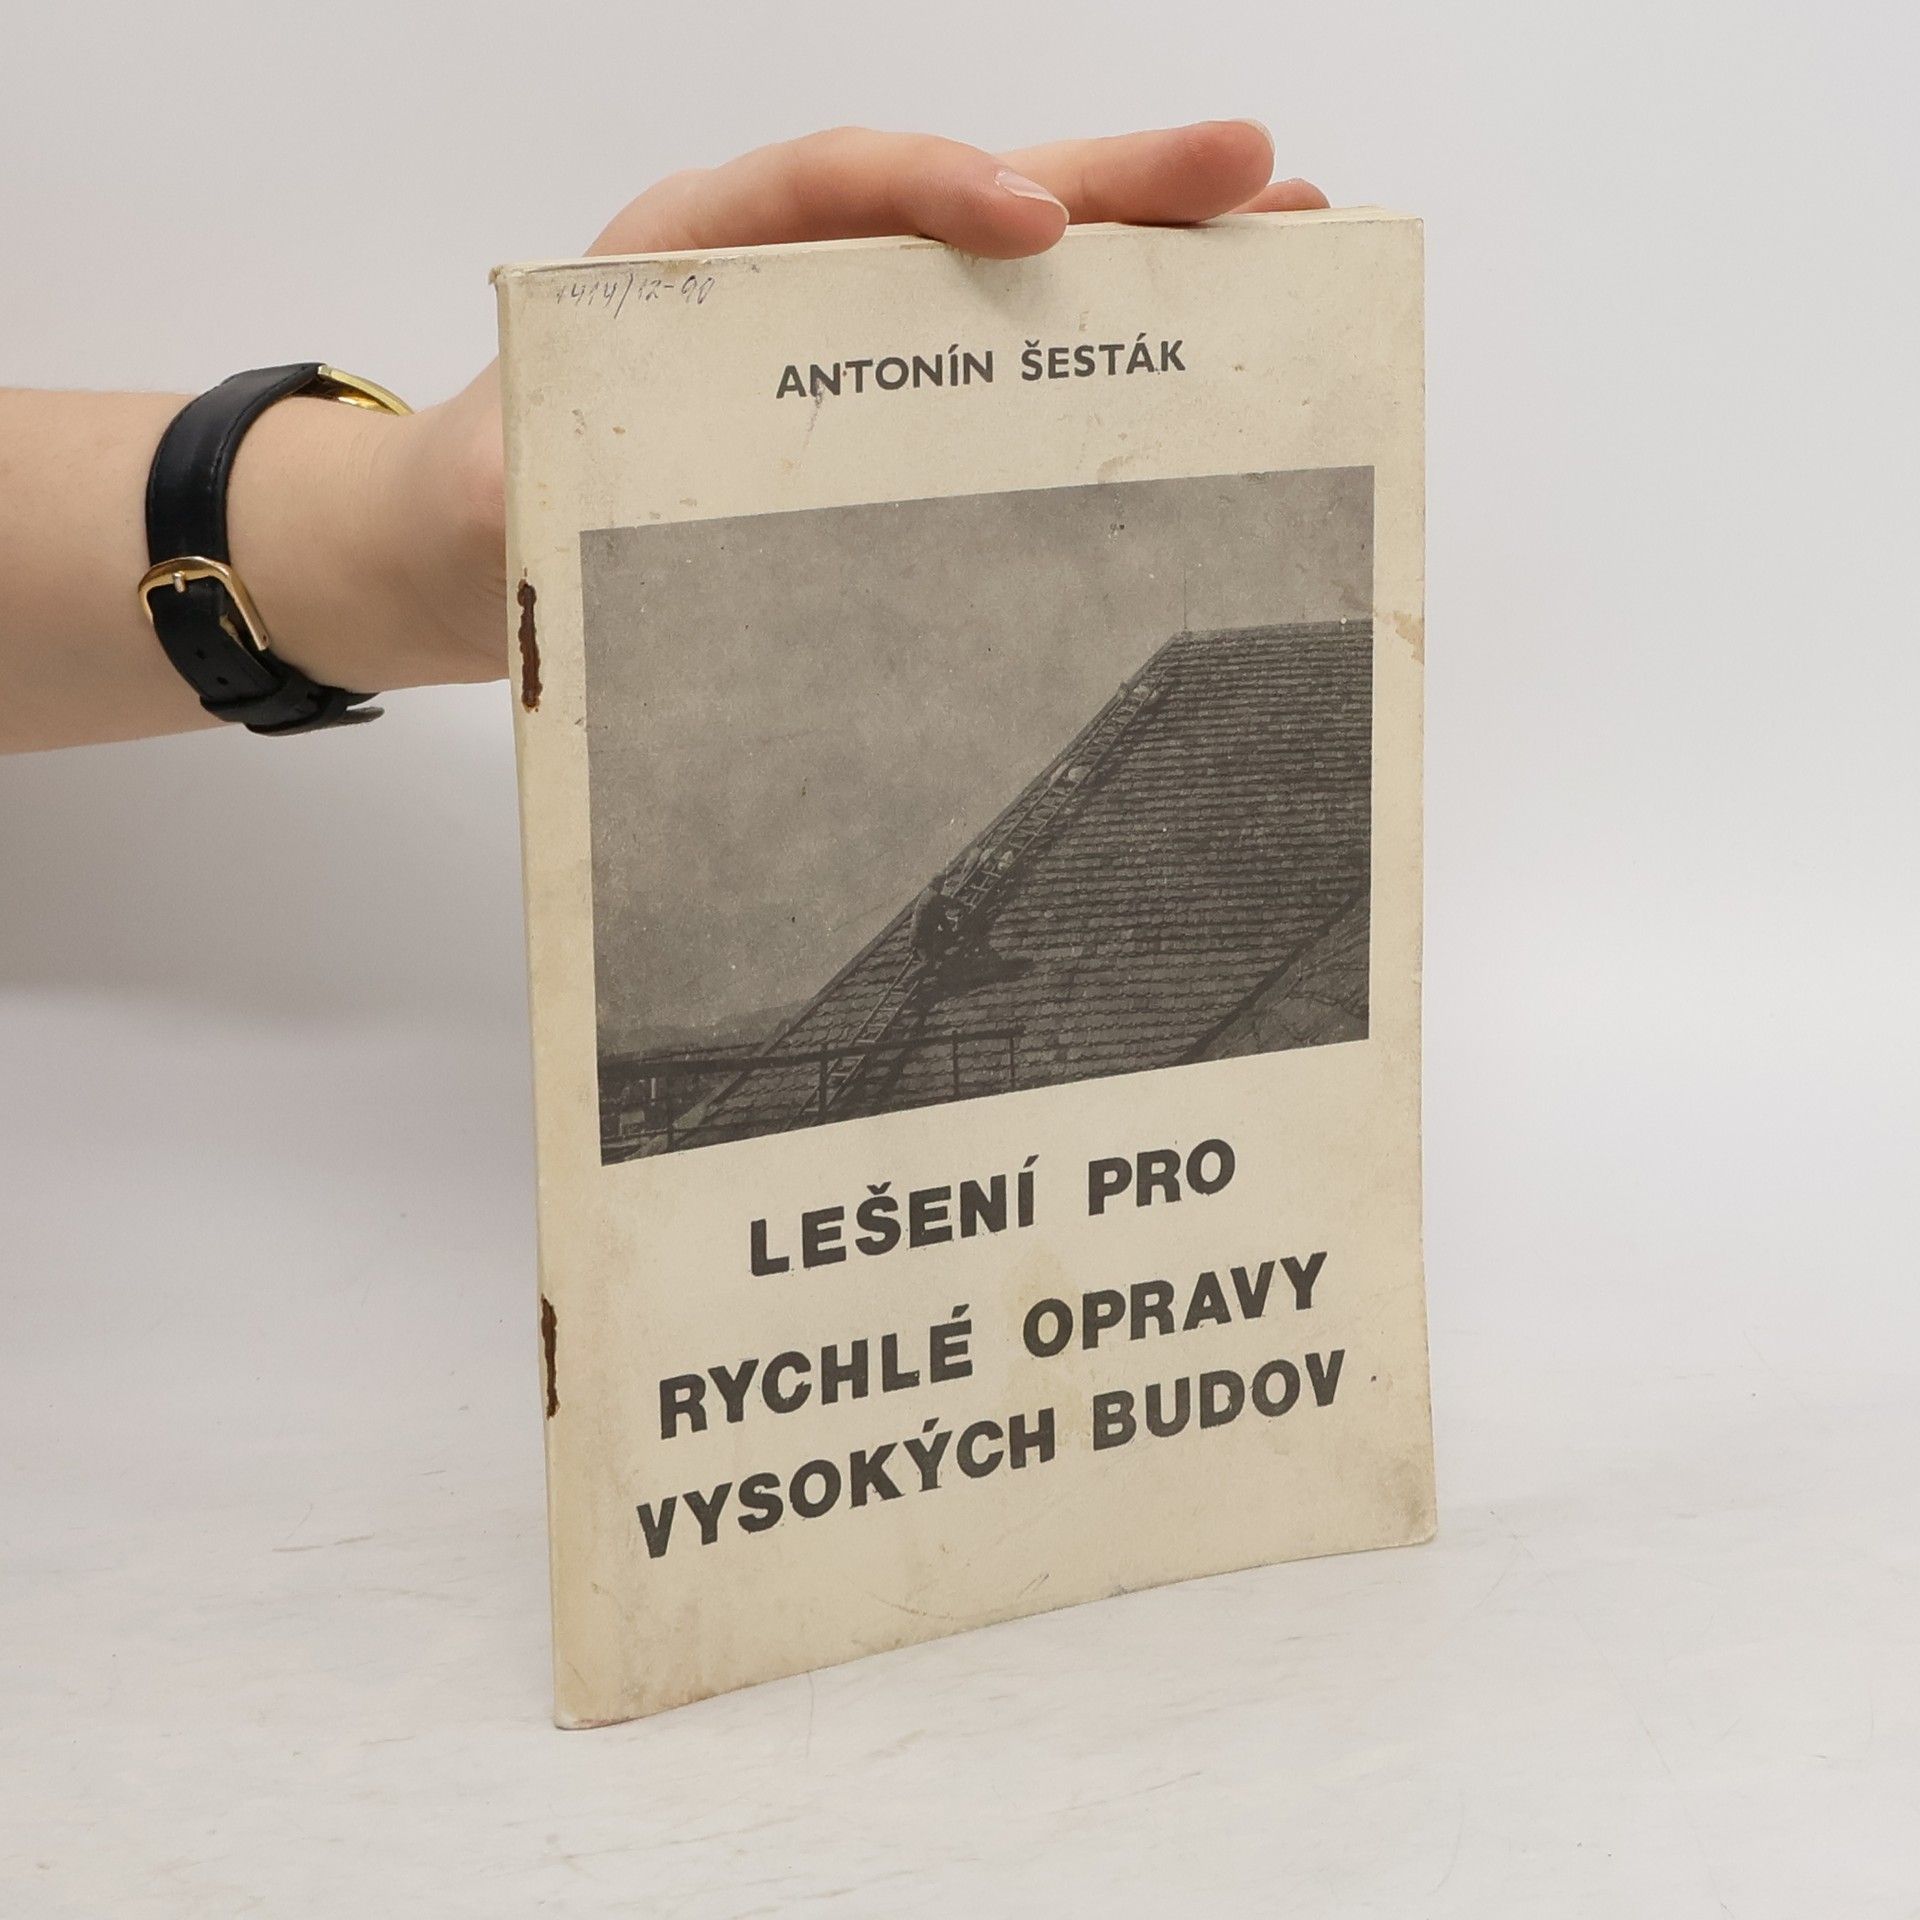 1414/12-90
ANTONÍN ŠESTÁK
LEŠENÍ PRO
RYCHLÉ OPRAVY
VYSOKÝCH BUDOV